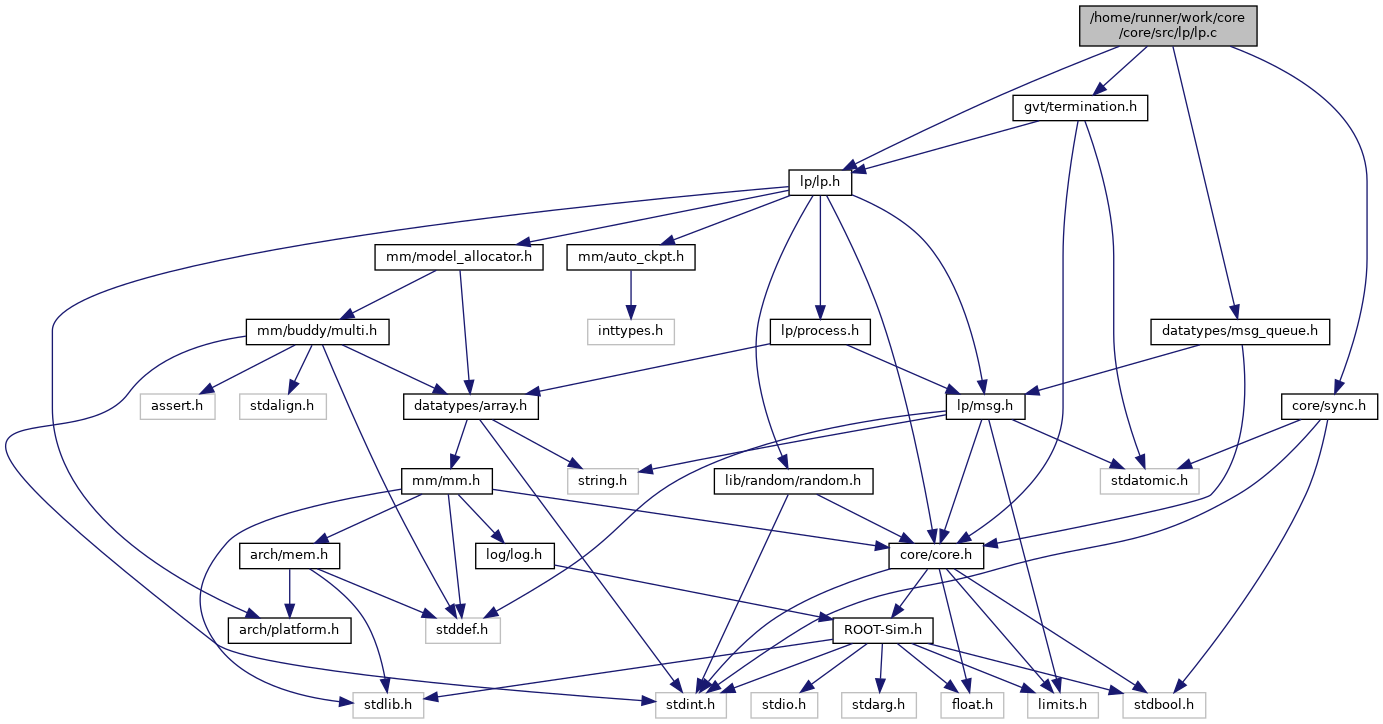 /home/runner/work/core
/core/src/lp/lp.c
gvt/termination.h
lp/lp.h
mm/model_allocator.h
mm/auto_ckpt.h
mm/buddy/multi.h
inttypes.h
lp/process.h
datatypes/msg_queue.h
assert.h
stdalign.h
datatypes/array.h
lp/msg.h
core/sync.h
mm/mm.h
string.h
lib/random/random.h
stdatomic.h
arch/mem.h
log/log.h
core/core.h
arch/platform.h
stddef.h
ROOT-Sim.h
stdlib.h
stdint.h
stdio.h
stdarg.h
float.h
limits.h
stdbool.h